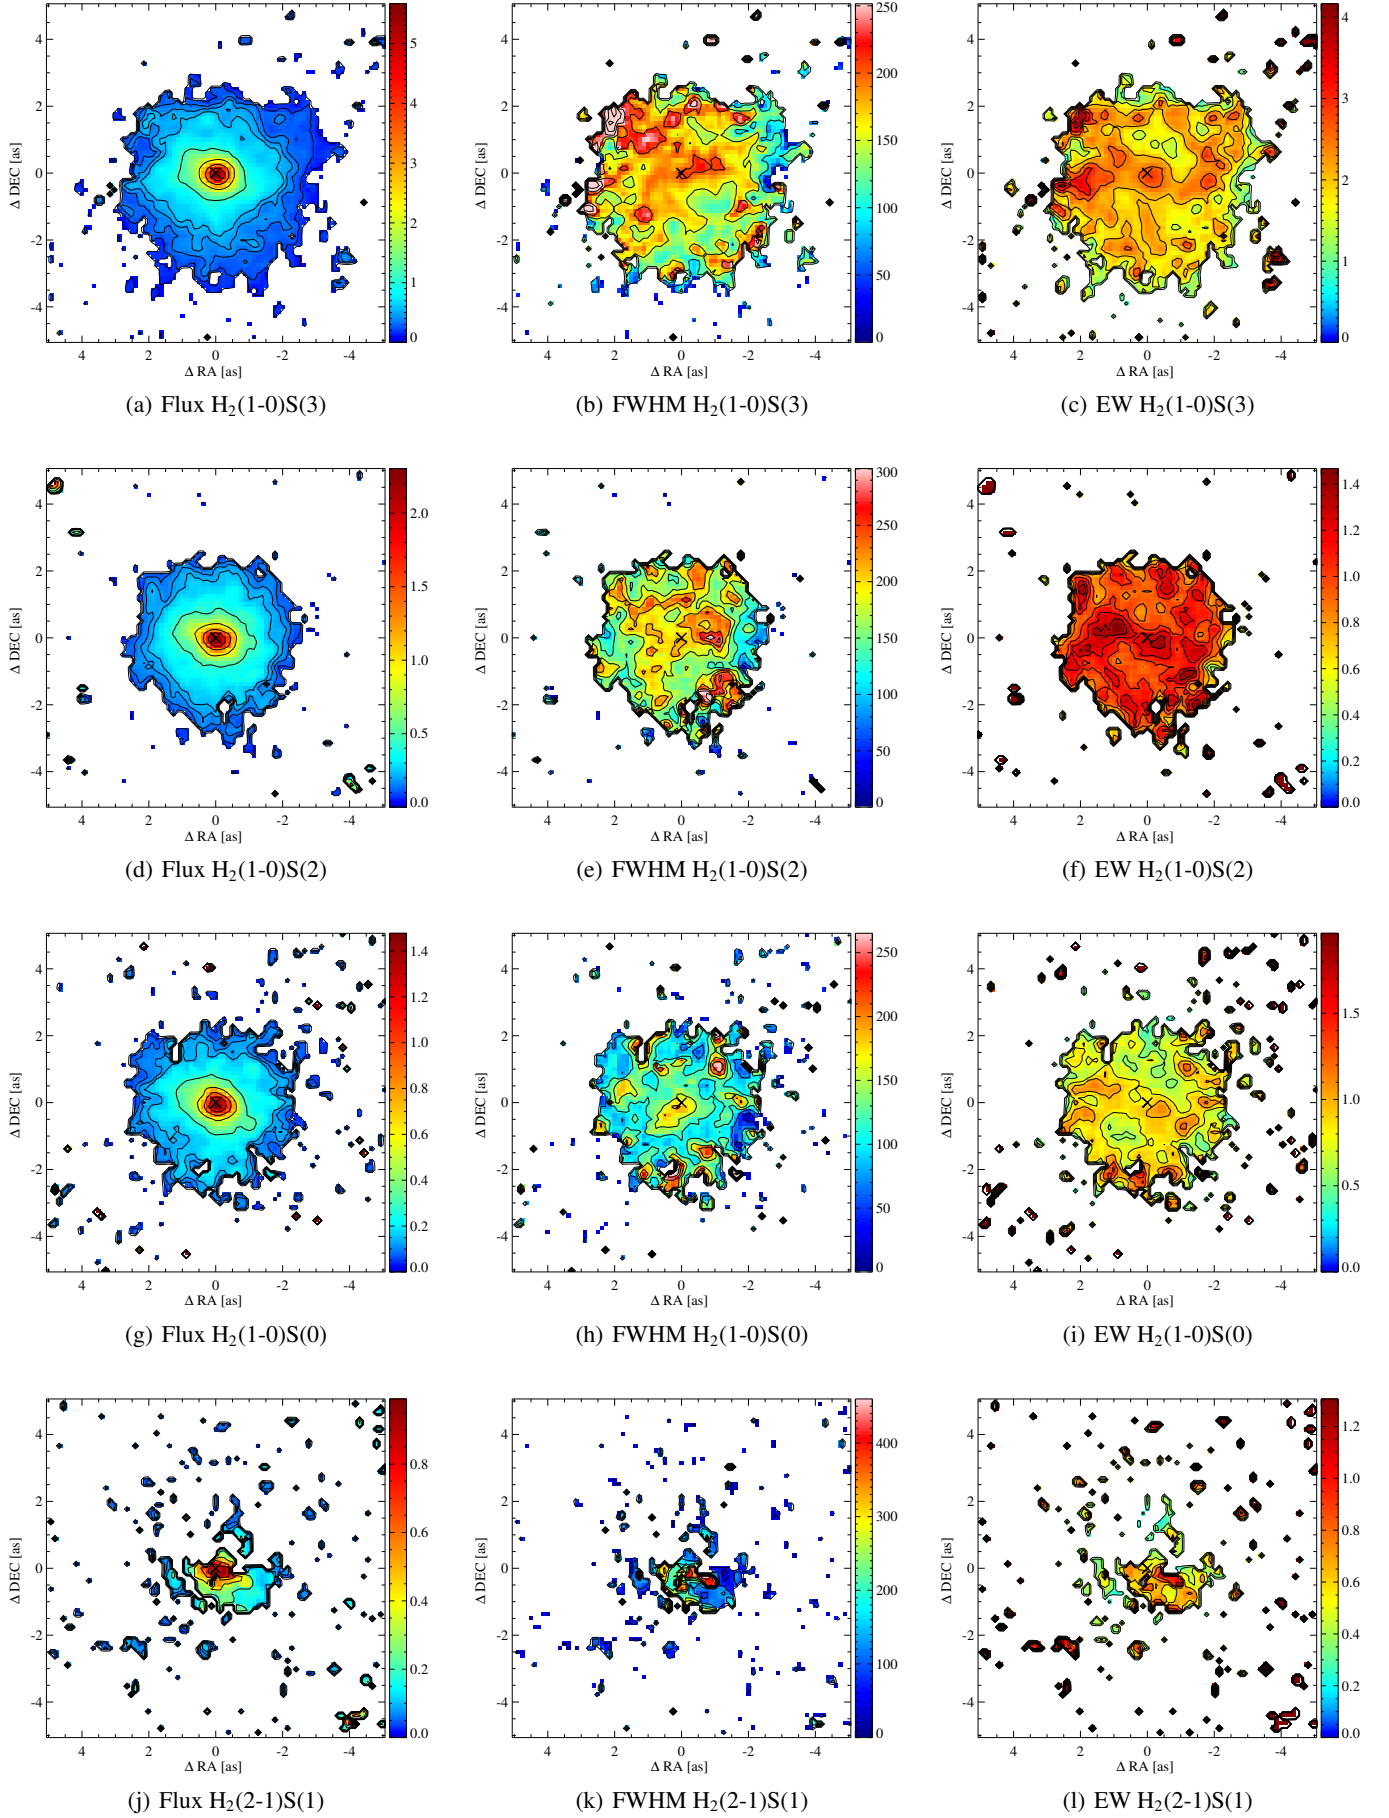 (a) Flux H₂(1-0)S(3)
(b) FWHM H₂(1-0)S(3)
(c) EW H₂(1-0)S(3)
(d) Flux H₂(1-0)S(2)
(e) FWHM H₂(1-0)S(2)
(f) EW H₂(1-0)S(2)
(g) Flux H₂(1-0)S(0)
(h) FWHM H₂(1-0)S(0)
(i) EW H₂(1-0)S(0)
(j) Flux H₂(2-1)S(1)
(k) FWHM H₂(2-1)S(1)
(l) EW H₂(2-1)S(1)
Δ RA [as]
Δ DEC [as]